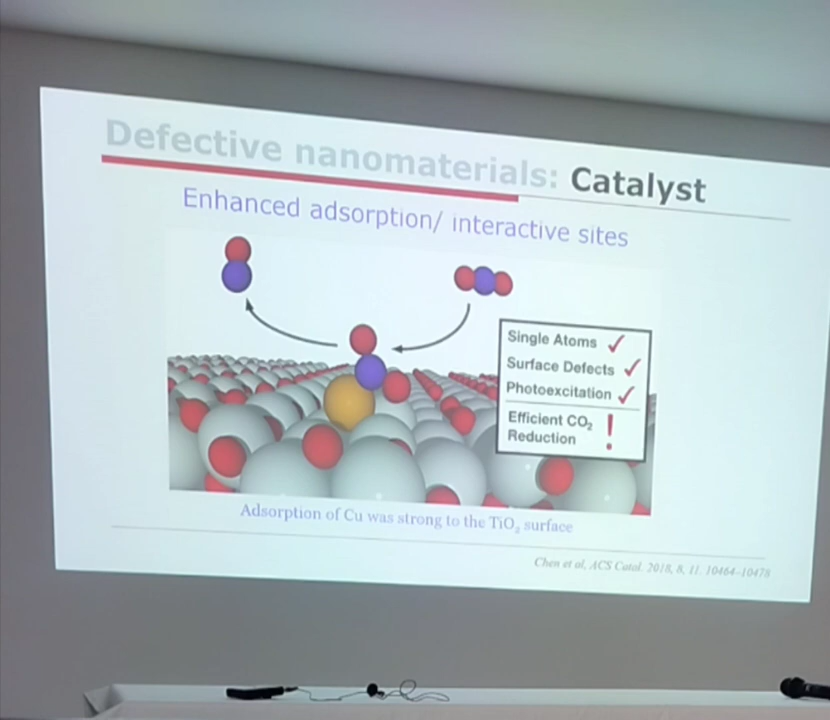 Defective nanomaterials: Catalyst
Enhanced adsorption/ interactive sites
Single Atoms ✓
Surface Defects ✓
Photoexcitation ✓
Efficient CO₂ !
Reduction
Adsorption of Cu was strong to the TiO₂ surface
Chen et al, ACS Catal. 2018, 8, 11, 10464–10478